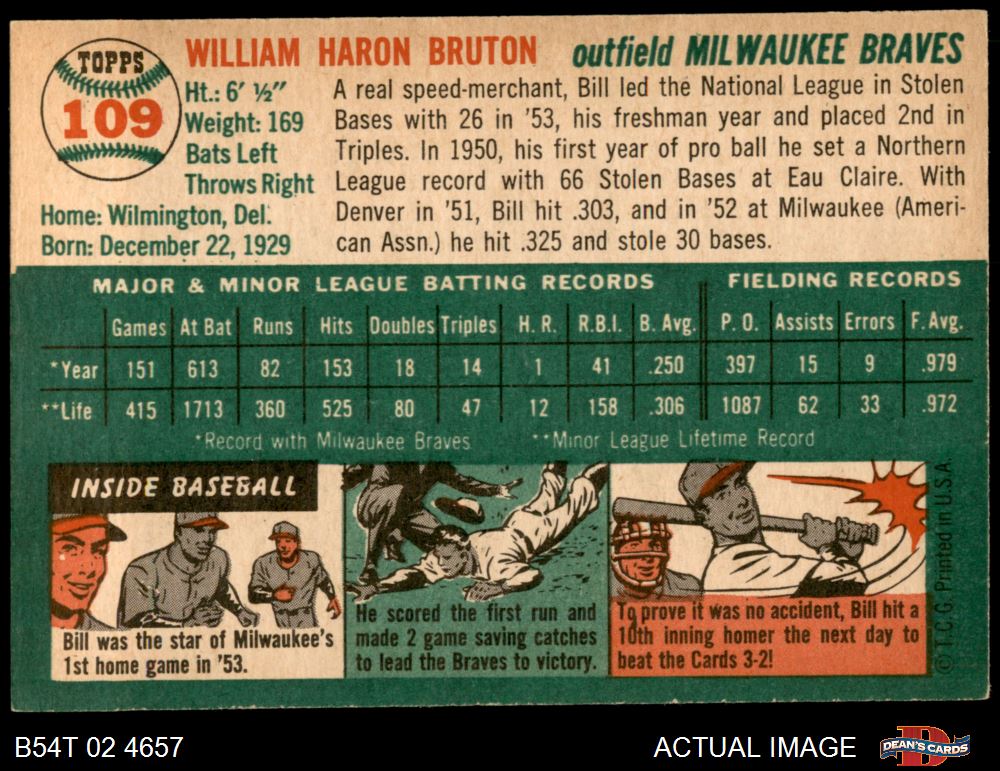 TOPPS
109
WILLIAM HARON BRUTON outfield MILWAUKEE BRAVES
Ht.: 6' ½"
Weight: 169
Bats Left
Throws Right
Home: Wilmington, Del.
Born: December 22, 1929
A real speed-merchant, Bill led the National League in Stolen
Bases with 26 in '53, his freshman year and placed 2nd in
Triples. In 1950, his first year of pro ball he set a Northern
League record with 66 Stolen Bases at Eau Claire. With
Denver in '51, Bill hit .303, and in '52 at Milwaukee (Ameri-
can Assn.) he hit .325 and stole 30 bases.
MAJOR & MINOR LEAGUE BATTING RECORDS FIELDING RECORDS
Games At Bat Runs Hits Doubles Triples H. R. R.B.I. B. Avg. P. O. Assists Errors F. Avg.
*Year 151 613 82 153 18 14 1 41 .250 397 15 9 .979
**Life 415 1713 360 525 80 47 12 158 .306 1087 62 33 .972
*Record with Milwaukee Braves **Minor League Lifetime Record
INSIDE BASEBALL
Bill was the star of Milwaukee's
1st home game in '53.
He scored the first run and
made 2 game saving catches
to lead the Braves to victory.
To prove it was no accident, Bill hit a
10th inning homer the next day to
beat the Cards 3-2!
© T. C. G. Printed in U.S.A.
B54T 02 4657
ACTUAL IMAGE
DEAN'S CARDS